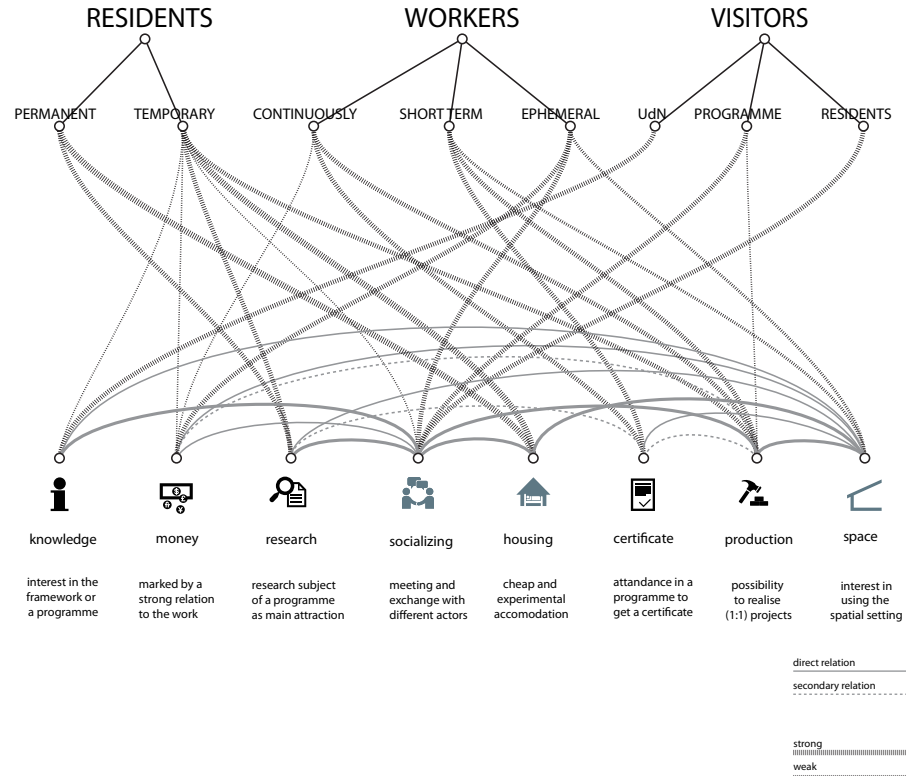 RESIDENTS
WORKERS
VISITORS
PERMANENT
TEMPORARY
CONTINUOUSLY
SHORT TERM
EPHEMERAL
UdN
PROGRAMME
RESIDENTS
knowledge
money
research
socializing
housing
certificate
production
space
interest in the
framework or
a programme
marked by a
strong relation
to the work
research subject
of a programme
as main attraction
meeting and
exchange with
different actors
cheap and
experimental
accomodation
attandance in a
programme to
get a certificate
possibility
to realise
(1:1) projects
interest in
using the
spatial setting
direct relation
secondary relation
strong
weak